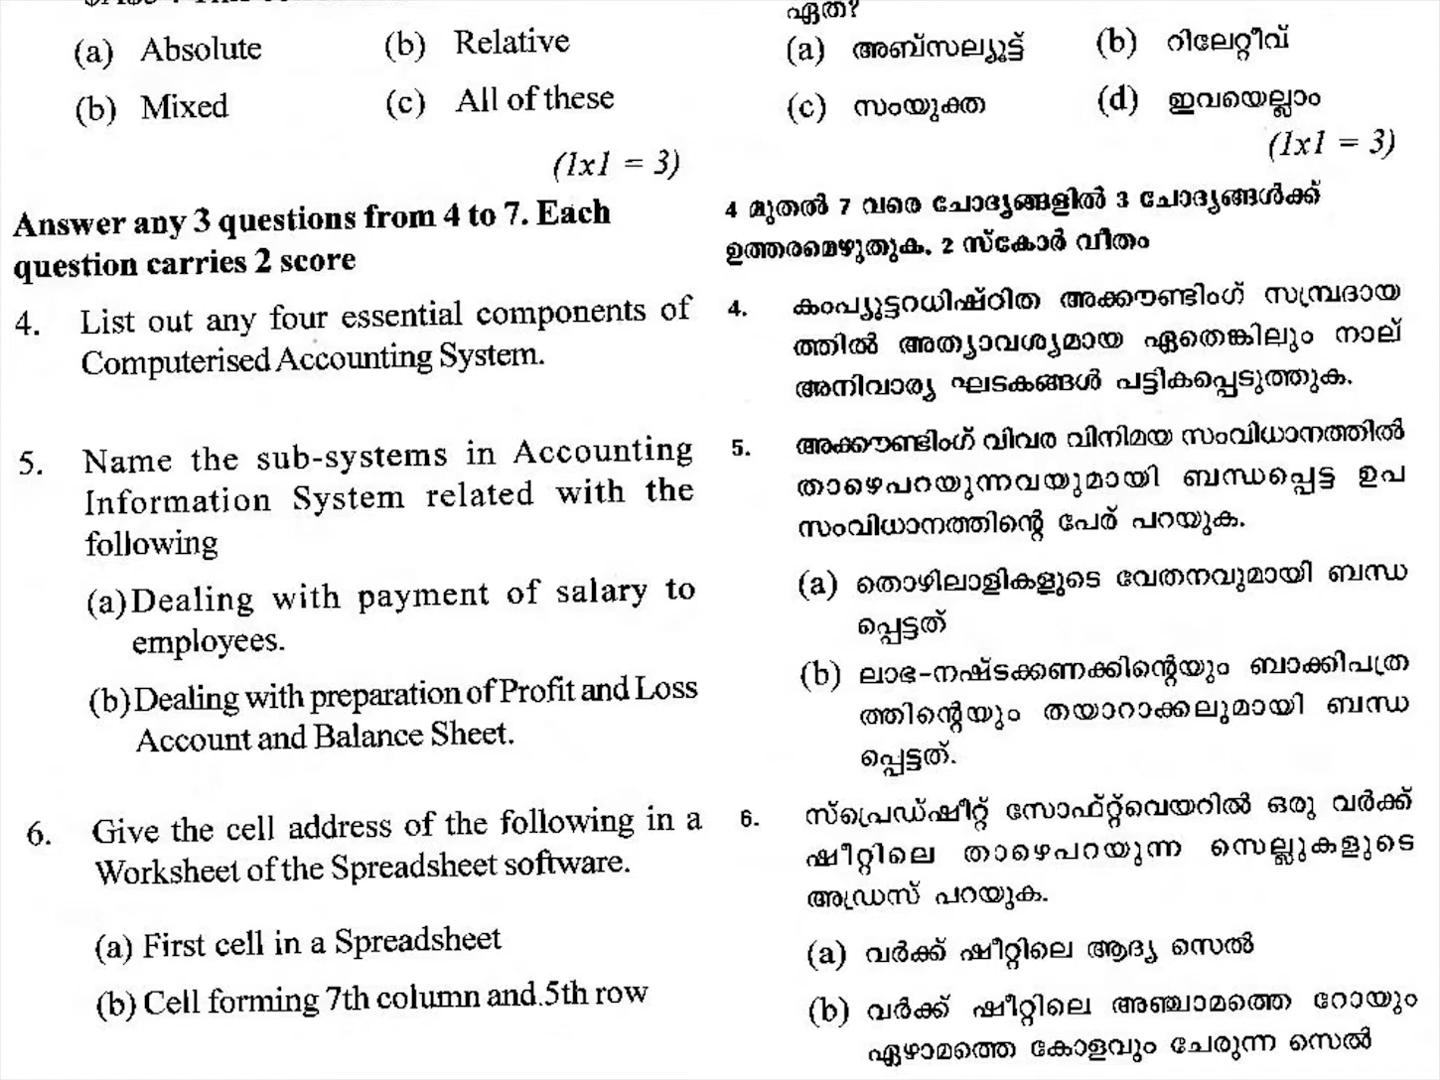 (a) Absolute (b) Relative
(b) Mixed (c) All of these
(1x1 = 3)
Answer any 3 questions from 4 to 7. Each
question carries 2 score
4. List out any four essential components of
Computerised Accounting System.
5. Name the sub-systems in Accounting
Information System related with the
following
(a) Dealing with payment of salary to
employees.
(b) Dealing with preparation of Profit and Loss
Account and Balance Sheet.
6. Give the cell address of the following in a
Worksheet of the Spreadsheet software.
(a) First cell in a Spreadsheet
(b) Cell forming 7th column and.5th row
ഏത?
(a) അബ്സല്യൂട്ട് (b) റിലേറ്റീവ്
(c) സംയുക്ത (d) ഇവയെല്ലാം
(1x1 = 3)
4 മുതൽ 7 വരെ ചോദ്യങ്ങളിൽ 3 ചോദ്യങ്ങൾക്ക്
ഉത്തരമെഴുതുക. 2 സ്കോർ വീതം
4. കംപ്യൂട്ടറധിഷ്ഠിത അക്കൗണ്ടിംഗ് സമ്പ്രദായ
ത്തിൽ അത്യാവശ്യമായ ഏതെങ്കിലും നാല്
അനിവാര്യ ഘടകങ്ങൾ പട്ടികപ്പെടുത്തുക.
5. അക്കൗണ്ടിംഗ് വിവര വിനിമയ സംവിധാനത്തിൽ
താഴെപറയുന്നവയുമായി ബന്ധപ്പെട്ട ഉപ
സംവിധാനത്തിന്റെ പേര് പറയുക.
(a) തൊഴിലാളികളുടെ വേതനവുമായി ബന്ധ
പ്പെട്ടത്
(b) ലാഭ-നഷ്ടക്കണക്കിന്റെയും ബാക്കിപത്ര
ത്തിന്റെയും തയാറാക്കലുമായി ബന്ധ
പ്പെട്ടത്.
6. സ്പ്രെഡ്ഷീറ്റ് സോഫ്റ്റ്‌വെയറിൽ ഒരു വർക്ക്
ഷീറ്റിലെ താഴെപറയുന്ന സെല്ലുകളുടെ
അഡ്രസ് പറയുക.
(a) വർക്ക് ഷീറ്റിലെ ആദ്യ സെൽ
(b) വർക്ക് ഷീറ്റിലെ അഞ്ചാമത്തെ റോയും
ഏഴാമത്തെ കോളവും ചേരുന്ന സെൽ